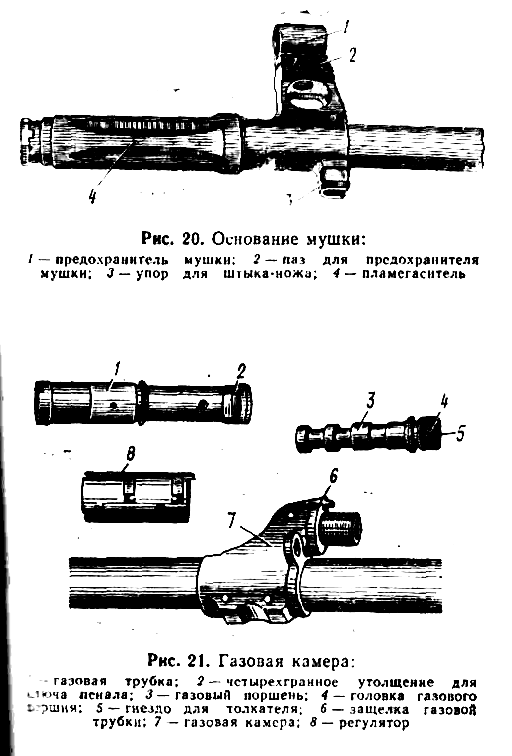 1
2
4
3
Рис. 20. Основание мушки:
1 — предохранитель мушки; 2 — паз для предохранителя
мушки; 3 — упор для штыка-ножа; 4 — пламегаситель
1
2
3
4
5
8
6
7
Рис. 21. Газовая камера:
— газовая трубка; 2 — четырехгранное утолщение для
пенала; 3 — газовый поршень; 4 — головка газового
5 — гнездо для толкателя; 6 — защелка газовой
трубки; 7 — газовая камера; 8 — регулятор